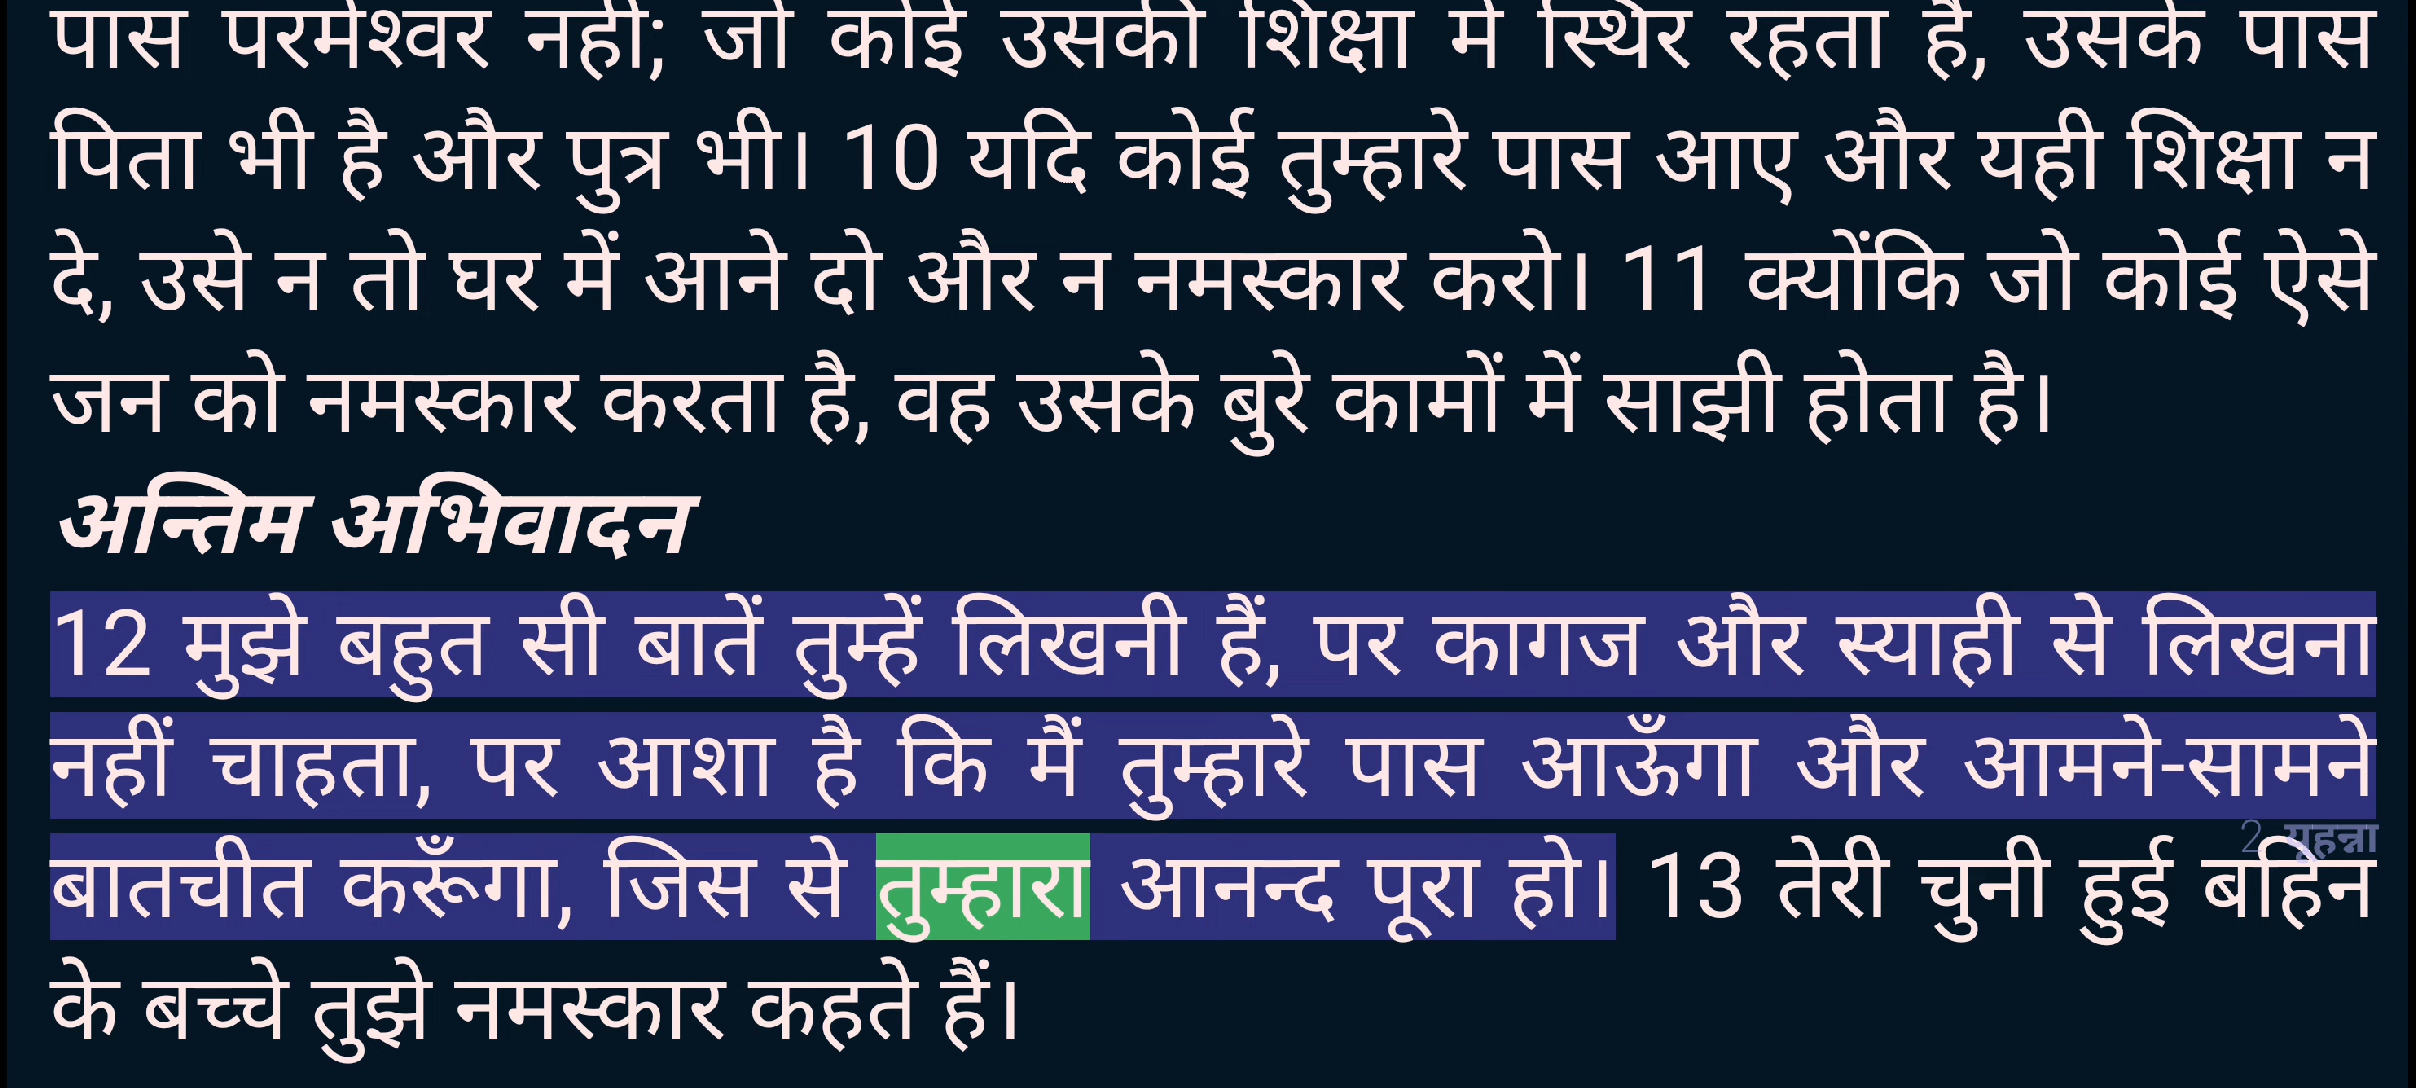 पास परमेश्वर नहीं; जो कोई उसकी शिक्षा में स्थिर रहता है, उसके पास
पिता भी है और पुत्र भी। 10 यदि कोई तुम्हारे पास आए और यही शिक्षा न
दे, उसे न तो घर में आने दो और न नमस्कार करो। 11 क्योंकि जो कोई ऐसे
जन को नमस्कार करता है, वह उसके बुरे कामों में साझी होता है।
अन्तिम अभिवादन
12 मुझे बहुत सी बातें तुम्हें लिखनी हैं, पर कागज और स्याही से लिखना
नहीं चाहता, पर आशा है कि मैं तुम्हारे पास आऊँगा और आमने-सामने
2 यूहन्ना
बातचीत करूँगा, जिस से तुम्हारा आनन्द पूरा हो। 13 तेरी चुनी हुई बहिन
के बच्चे तुझे नमस्कार कहते हैं।